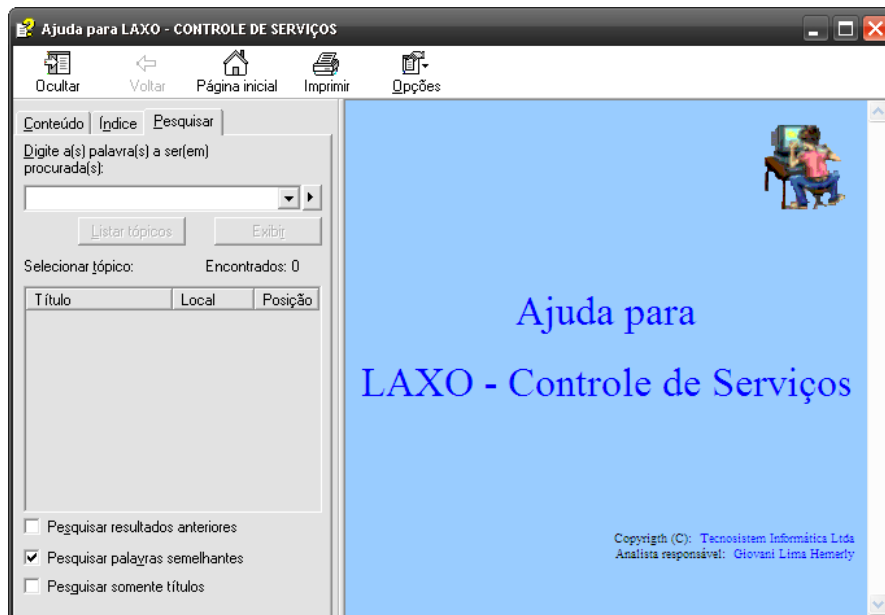 Ajuda para LAXO - CONTROLE DE SERVIÇOS
Ocultar Voltar Página inicial Imprimir Opções
Conteúdo Índice Pesquisar
Digite a(s) palavra(s) a ser(em)
procurada(s):
Listar tópicos Exibir
Selecionar tópico: Encontrados: 0
Título Local Posição
Pesquisar resultados anteriores
Pesquisar palavras semelhantes
Pesquisar somente títulos
Ajuda para
LAXO - Controle de Serviços
Copyrigth (C): Tecnosistem Informática Ltda
Analista responsável: Giovani Lima Hemerly